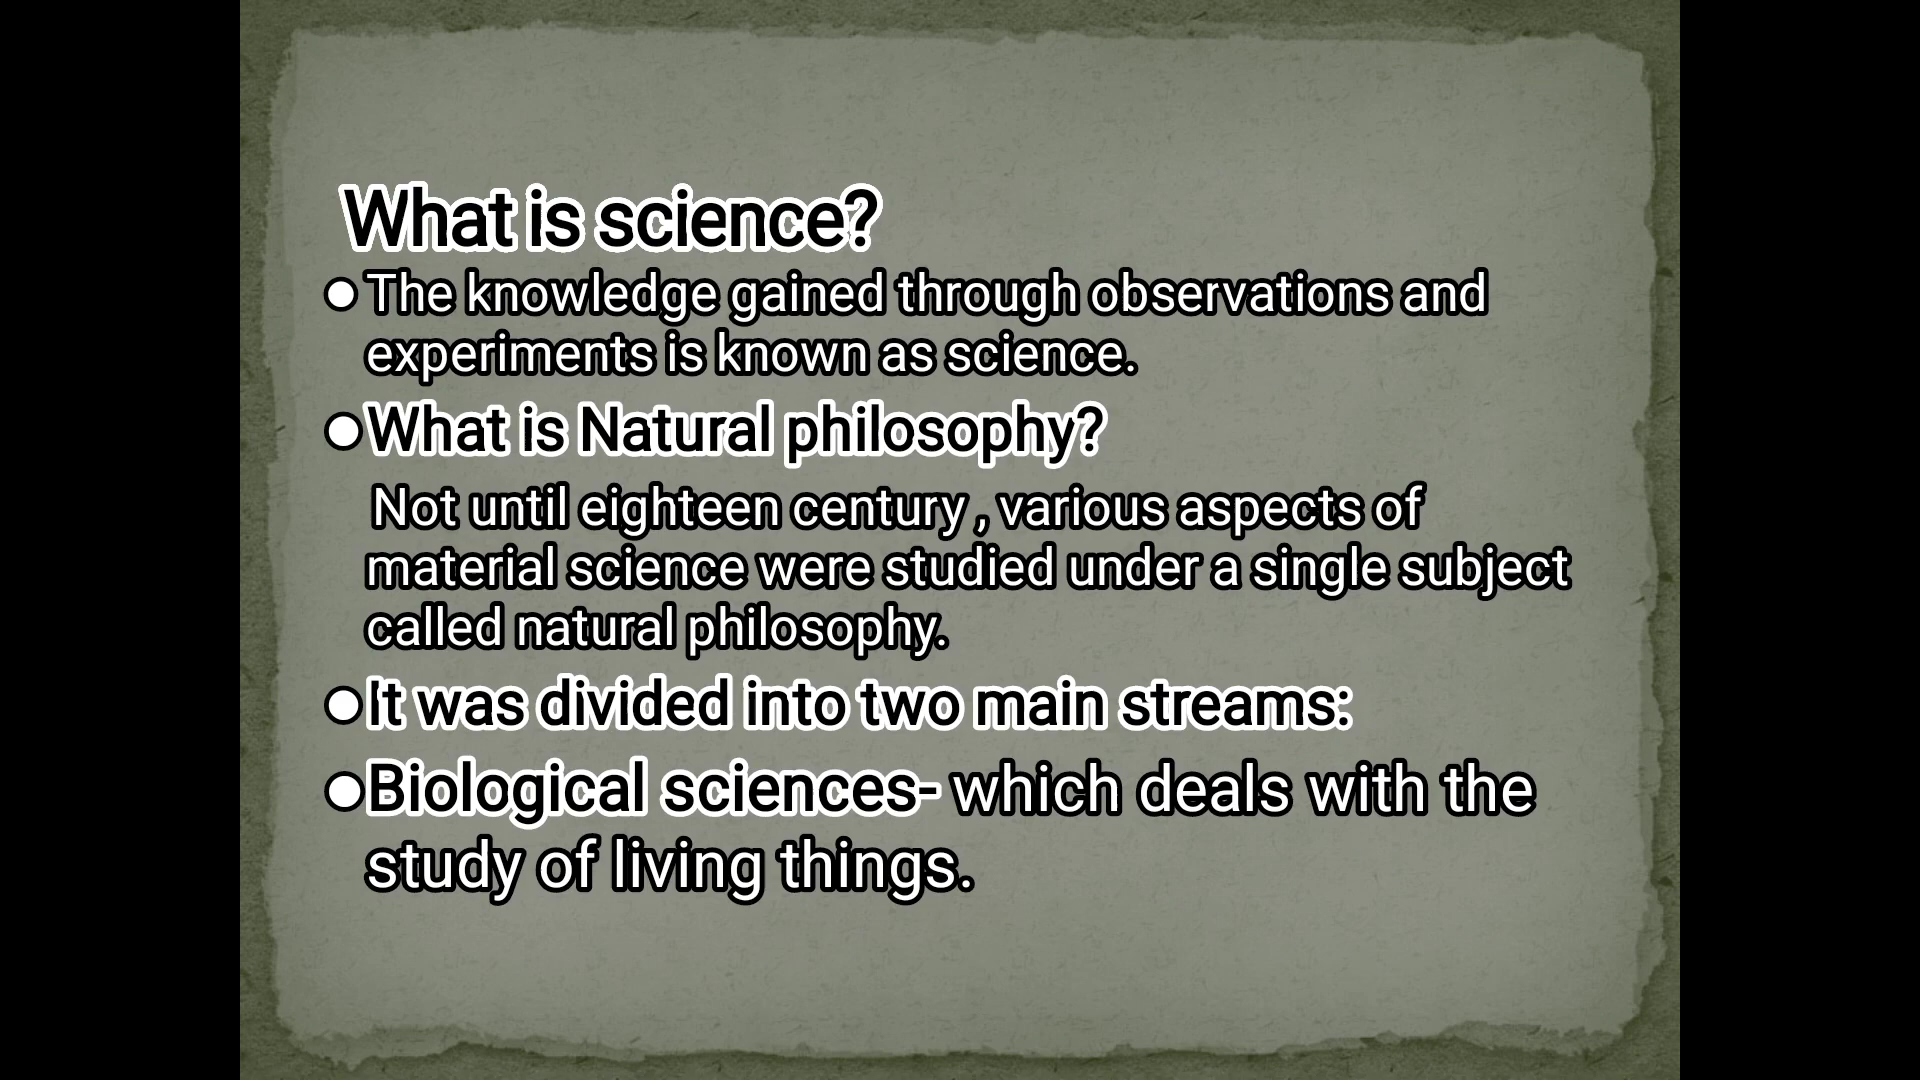 What is science?
● The knowledge gained through observations and
experiments is known as science.
● What is Natural philosophy?
Not until eighteen century , various aspects of
material science were studied under a single subject
called natural philosophy.
● It was divided into two main streams:
● Biological sciences- which deals with the
study of living things.